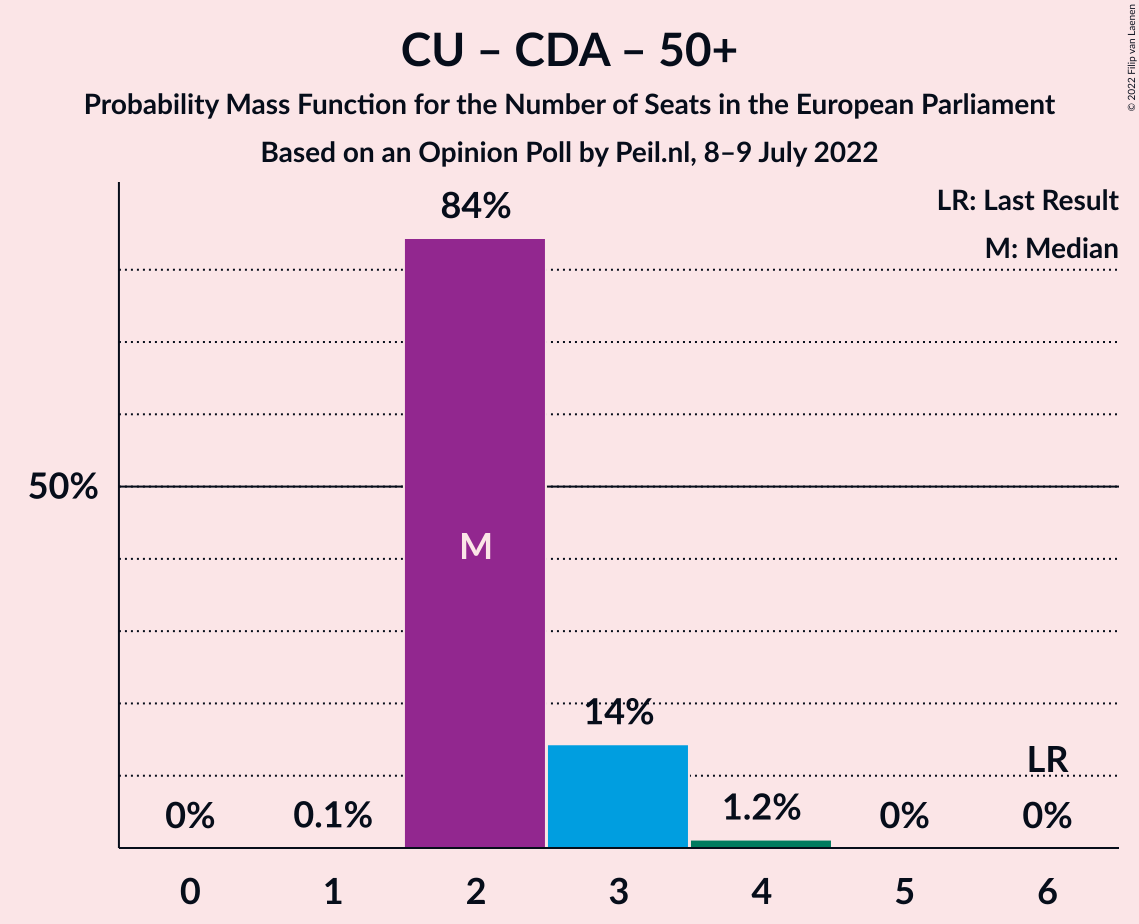 CU – CDA – 50+
Probability Mass Function for the Number of Seats in the European Parliament
Based on an Opinion Poll by Peil.nl, 8–9 July 2022
© 2022 Filip van Laenen
LR: Last Result
M: Median
84%
50%
M
14%
LR
0% 0.1% 1.2% 0% 0%
0 1 2 3 4 5 6